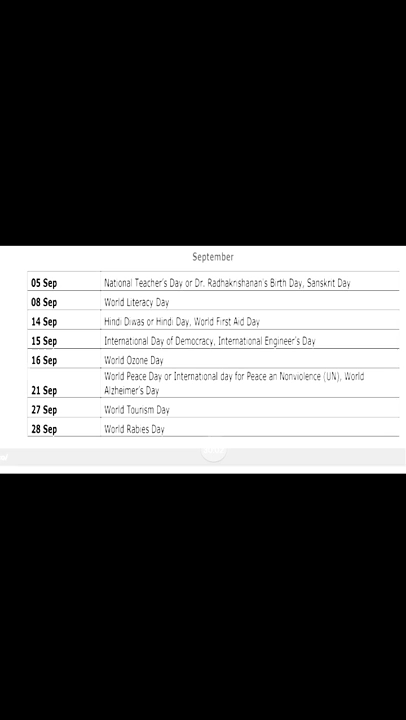 September
05 Sep National Teacher's Day or Dr. Radhakrishanan's Birth Day, Sanskrit Day
08 Sep World Literacy Day
14 Sep Hindi Diwas or Hindi Day, World First Aid Day
15 Sep International Day of Democracy, International Engineer's Day
16 Sep World Ozone Day
World Peace Day or International day for Peace an Nonviolence (UN), World
21 Sep Alzheimer's Day
27 Sep World Tourism Day
28 Sep World Rabies Day